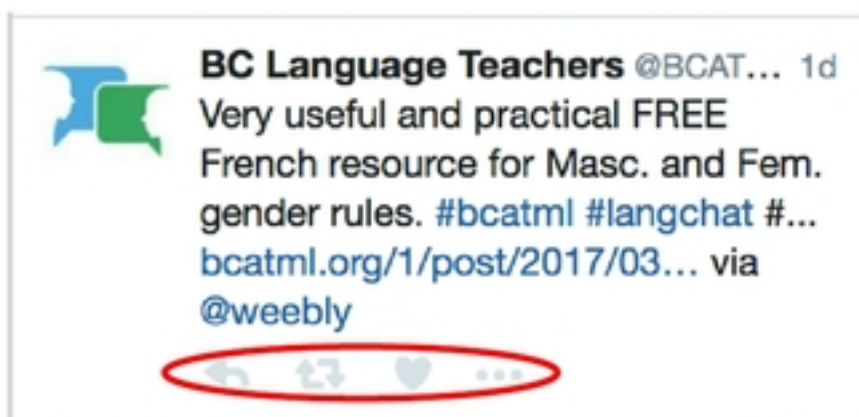 BC Language Teachers @BCAT... 1d
Very useful and practical FREE
French resource for Masc. and Fem.
gender rules. #bcatml #langchat #...
bcatml.org/1/post/2017/03... via
@weebly